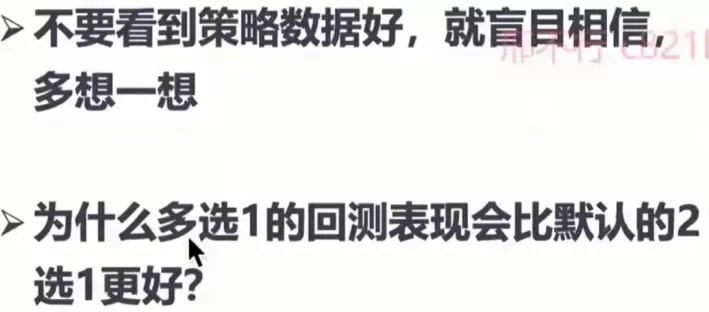 ➢ 不要看到策略数据好，就盲目相信，
多想一想
➢ 为什么多选1的回测表现会比默认的2
选1更好？